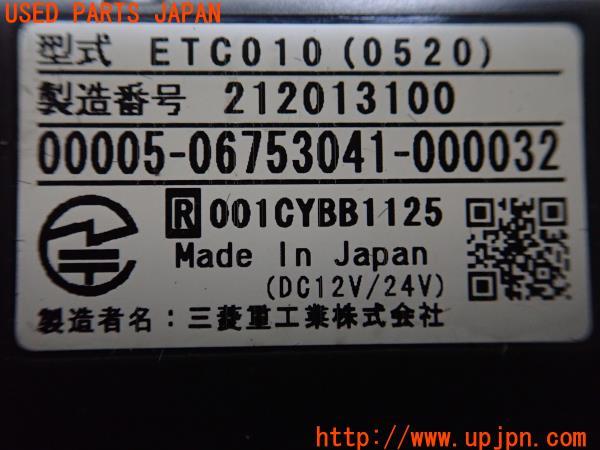 USED PARTS JAPAN
型式 ETC010(0520)
製造番号 212013100
00005-06753041-000032
R 001CYBB1125
Made In Japan
(DC12V/24V)
製造者名：三菱重工業株式会社
UPJ
http://www.upjpn.com/